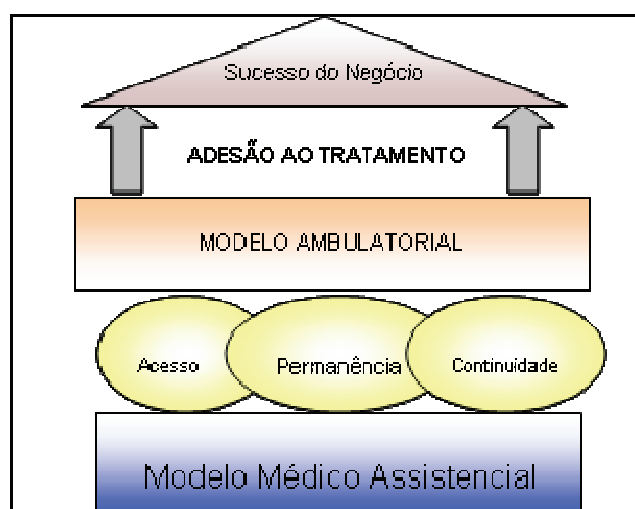 Sucesso do Negócio
ADESÃO AO TRATAMENTO
MODELO AMBULATORIAL
Acesso
Permanência
Continuidade
Modelo Médico Assistencial